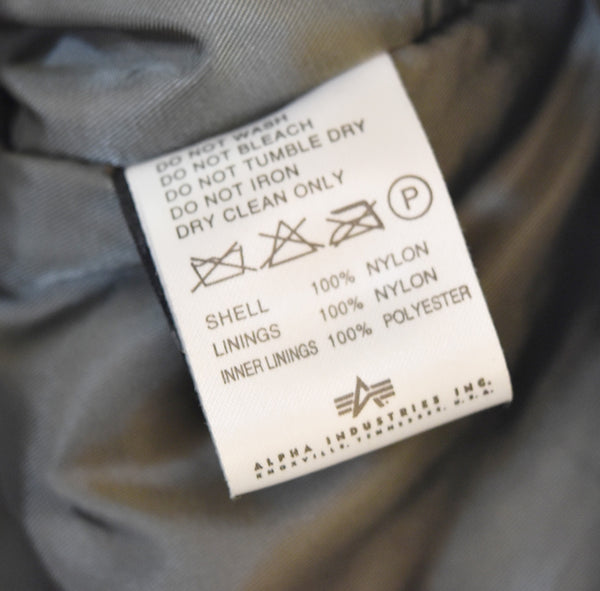 DO NOT WASH
DO NOT BLEACH
DO NOT TUMBLE DRY
DO NOT IRON
DRY CLEAN ONLY
P
SHELL 100% NYLON
LININGS 100% NYLON
INNER LININGS 100% POLYESTER
ALPHA INDUSTRIES INC.
KNOXVILLE, TENNESSEE, U.S.A.